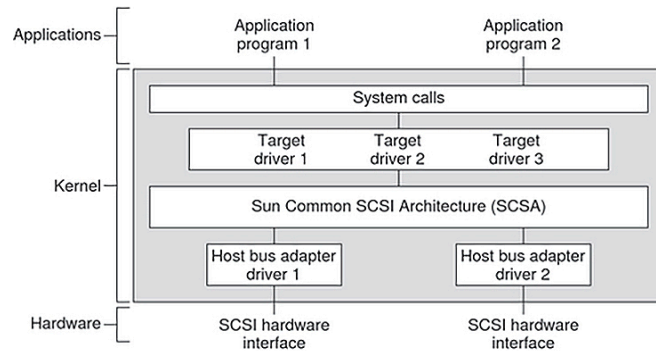 Applications
Application
program 1
Application
program 2
Kernel
System calls
Target
driver 1
Target
driver 2
Target
driver 3
Sun Common SCSI Architecture (SCSA)
Host bus adapter
driver 1
Host bus adapter
driver 2
Hardware
SCSI hardware
interface
SCSI hardware
interface